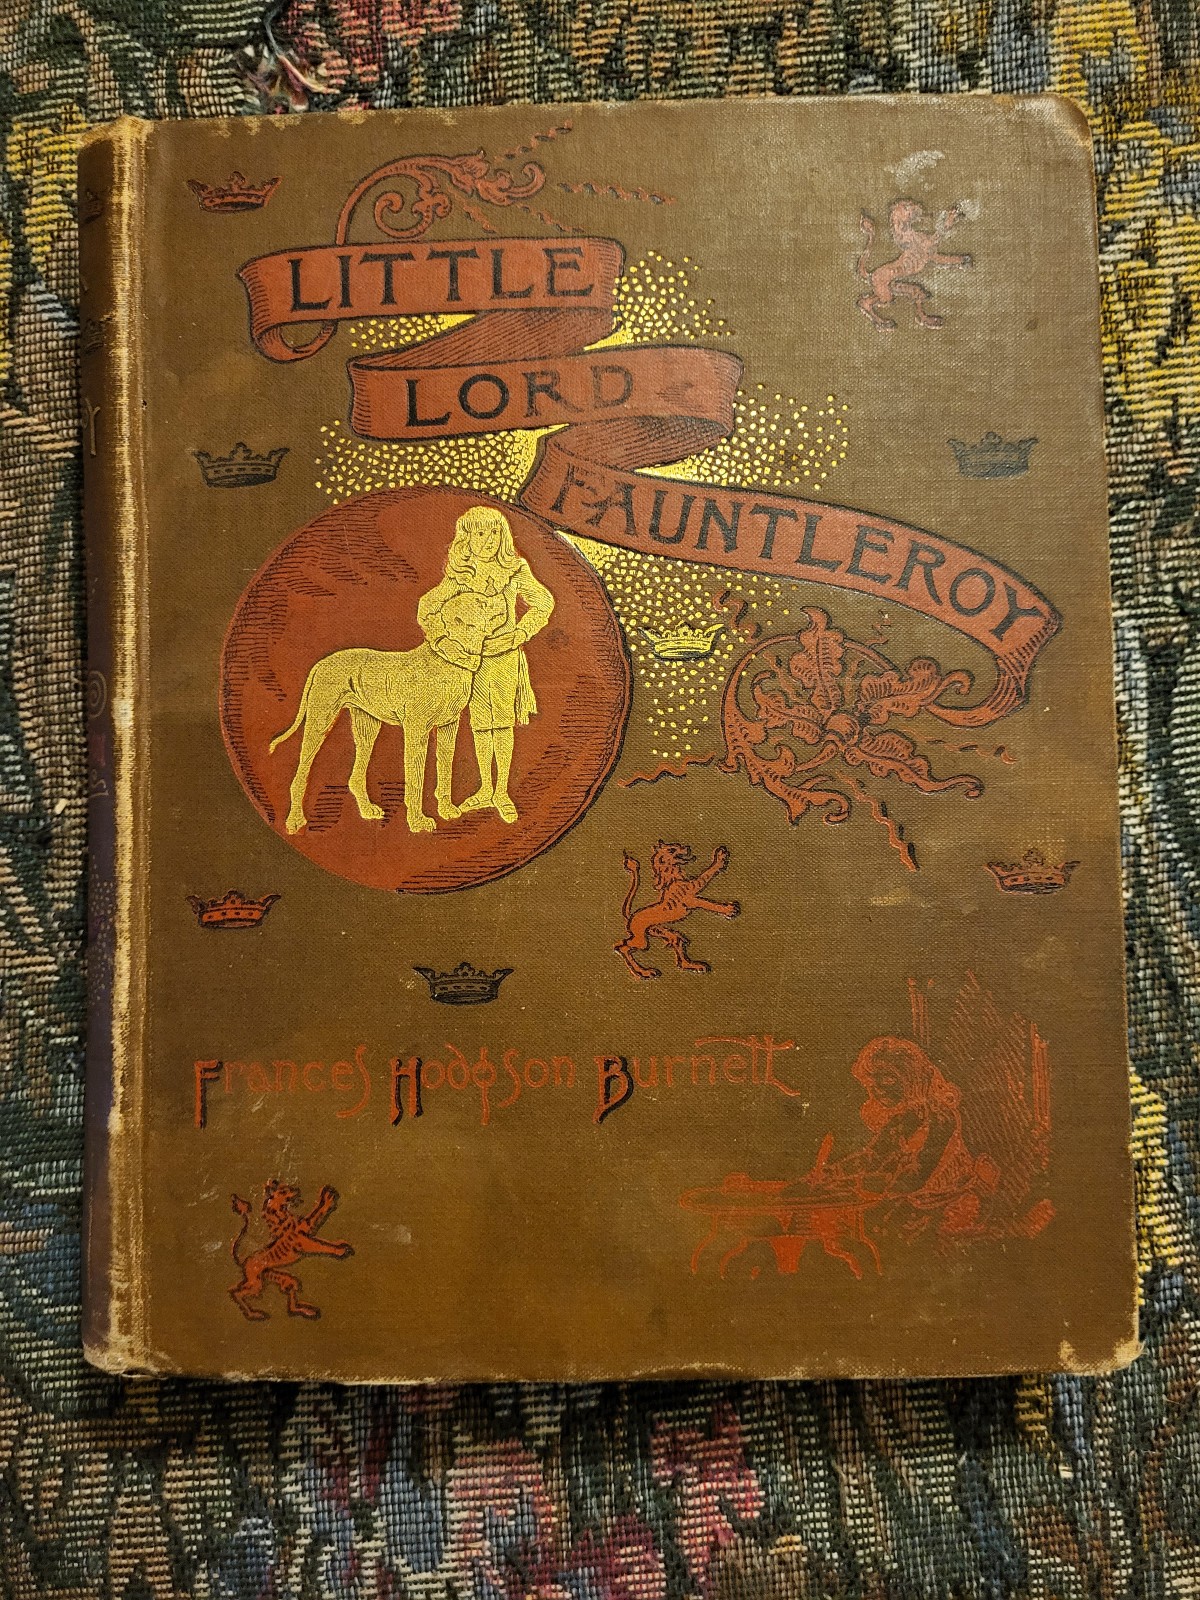 LITTLE
LORD
FAUNTLEROY
Frances Hodgson Burnett